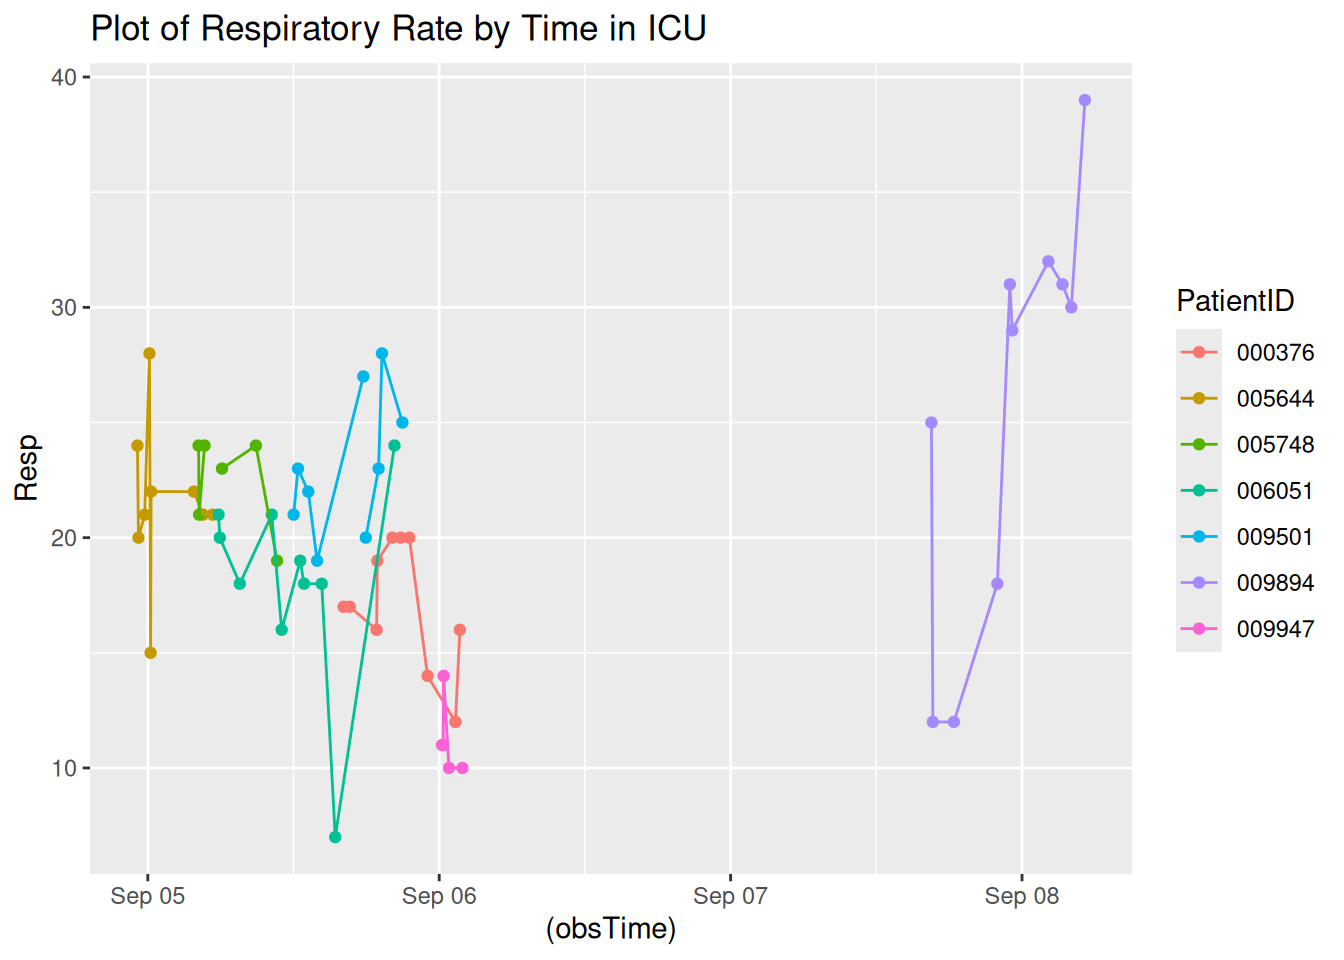 Plot of Respiratory Rate by Time in ICU
40
30
20
10
Resp
Sep 05
Sep 06
Sep 07
Sep 08
(obsTime)
PatientID
000376
005644
005748
006051
009501
009894
009947